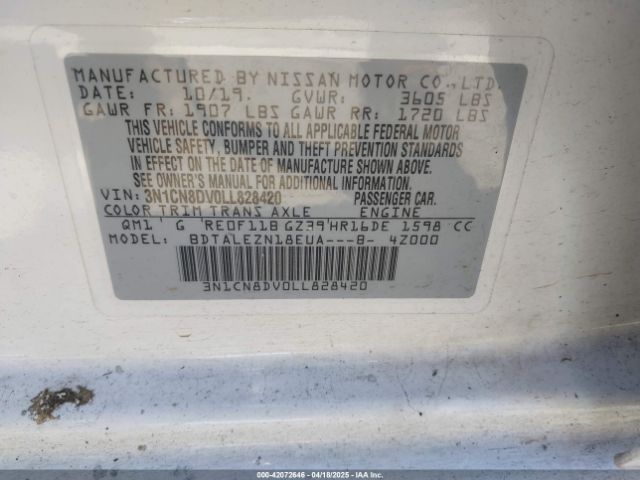 MANUFACTURED BY NISSAN MOTOR CO., LTD.
DATE: 10/19. GVWR: 3605 LBS
GAWR FR: 1907 LBS GAWR RR: 1720 LBS
THIS VEHICLE CONFORMS TO ALL APPLICABLE FEDERAL MOTOR
VEHICLE SAFETY, BUMPER AND THEFT PREVENTION STANDARDS
IN EFFECT ON THE DATE OF MANUFACTURE SHOWN ABOVE.
SEE OWNER'S MANUAL FOR ADDITIONAL INFORMATION.
VIN: 3N1CN8DV0LL828420 PASSENGER CAR.
COLOR TRIM TRANS AXLE ENGINE
QM1 G RE0F11B GZ39 HR16DE 1598 CC
MODEL BDTALEZN18EUA---B- 4Z000
3N1CN8DV0LL828420
000-42072646 - 04/18/2025 - IAAI.COM